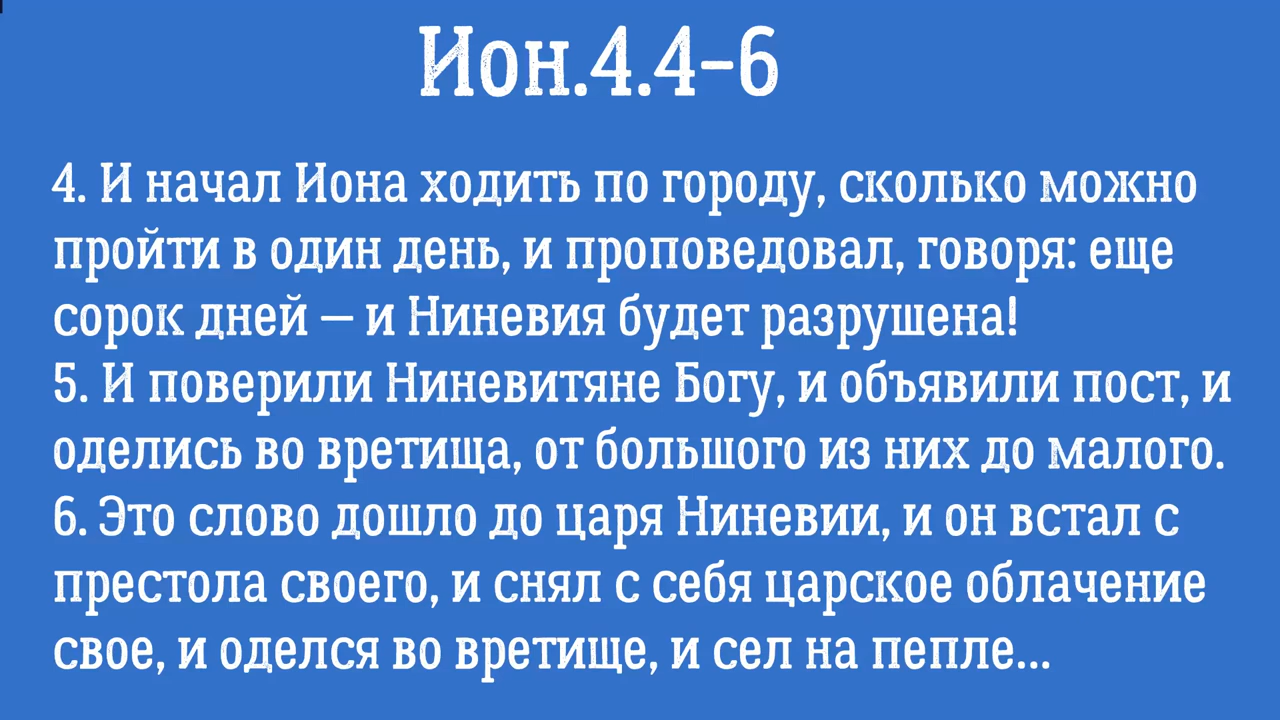 Ион.4.4–6
4. И начал Иона ходить по городу, сколько можно
пройти в один день, и проповедовал, говоря: еще
сорок дней — и Ниневия будет разрушена!
5. И поверили Ниневитяне Богу, и объявили пост, и
оделись во вретища, от большого из них до малого.
6. Это слово дошло до царя Ниневии, и он встал с
престола своего, и снял с себя царское облачение
свое, и оделся во вретище, и сел на пепле...